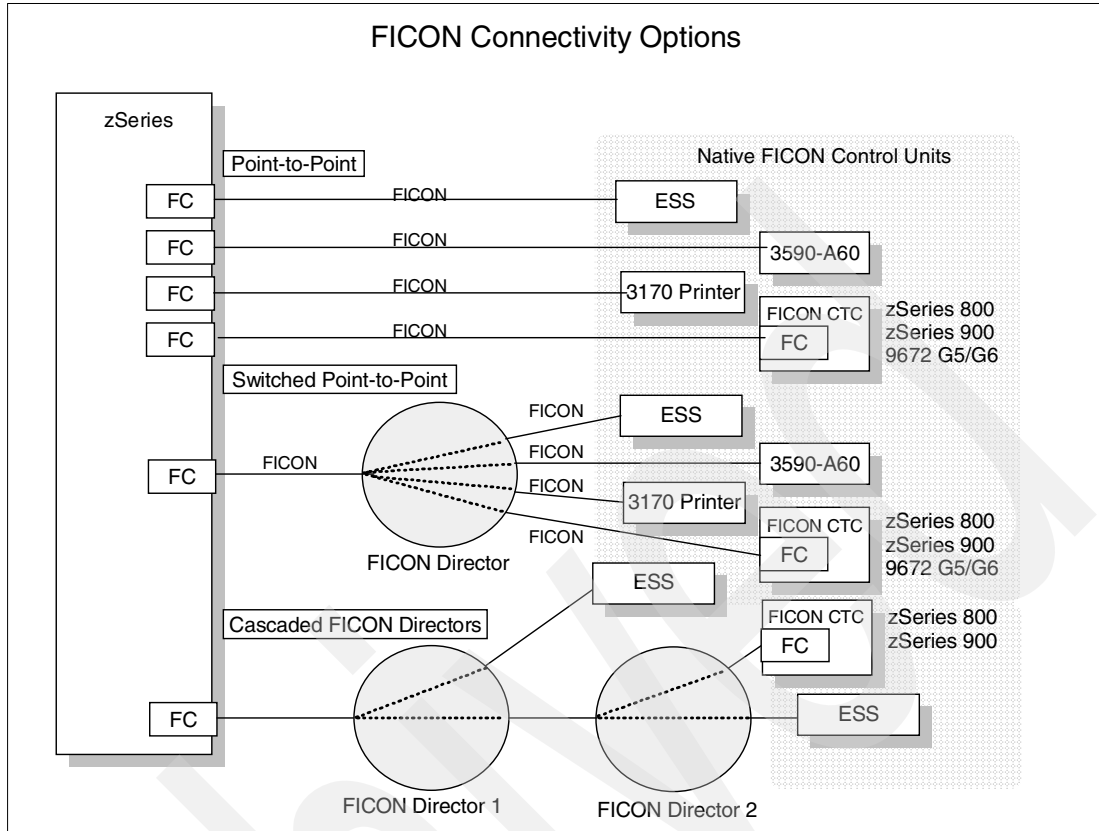 FICON Connectivity Options
zSeries
Point-to-Point
Native FICON Control Units
FC
FICON
ESS
FC
FICON
3590-A60
FC
FICON
3170 Printer
FC
FICON
FICON CTC
FC
zSeries 800
zSeries 900
9672 G5/G6
Switched Point-to-Point
FC
FICON
FICON
ESS
FICON
3590-A60
FICON
3170 Printer
FICON
FICON CTC
FC
zSeries 800
zSeries 900
9672 G5/G6
FICON Director
ESS
Cascaded FICON Directors
FICON CTC
FC
zSeries 800
zSeries 900
FC
ESS
FICON Director 1
FICON Director 2